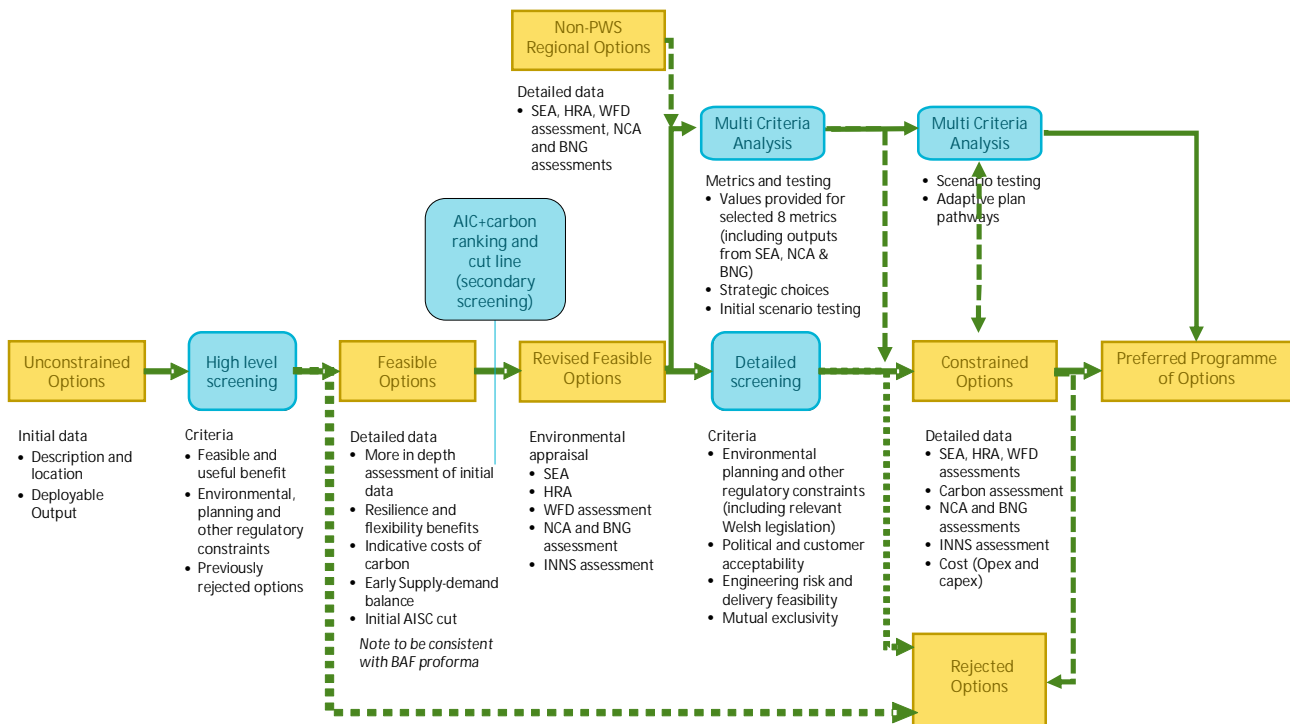 Non-PWS
Regional Options
Detailed data
• SEA, HRA, WFD
assessment, NCA
and BNG
assessments
Multi Criteria
Analysis
Metrics and testing
• Values provided for
selected 8 metrics
(including outputs
from SEA, NCA &
BNG)
• Strategic choices
• Initial scenario testing
Multi Criteria
Analysis
• Scenario testing
• Adaptive plan
pathways
AIC+carbon
ranking and
cut line
(secondary
screening)
Unconstrained
Options
Initial data
• Description and
location
• Deployable
Output
High level
screening
Criteria
• Feasible and
useful benefit
• Environmental,
planning and
other regulatory
constraints
• Previously
rejected options
Feasible
Options
Detailed data
• More in depth
assessment of initial
data
• Resilience and
flexibility benefits
• Indicative costs of
carbon
• Early Supply-demand
balance
• Initial AISC cut
Note to be consistent
with BAF proforma
Revised Feasible
Options
Environmental
appraisal
• SEA
• HRA
• WFD assessment
• NCA and BNG
assessment
• INNS assessment
Detailed
screening
Criteria
• Environmental
planning and other
regulatory constraints
(including relevant
Welsh legislation)
• Political and customer
acceptability
• Engineering risk and
delivery feasibility
• Mutual exclusivity
Constrained
Options
Detailed data
• SEA, HRA, WFD
assessments
• Carbon assessment
• NCA and BNG
assessments
• INNS assessment
• Cost (Opex and
capex)
Preferred Programme
of Options
Rejected
Options